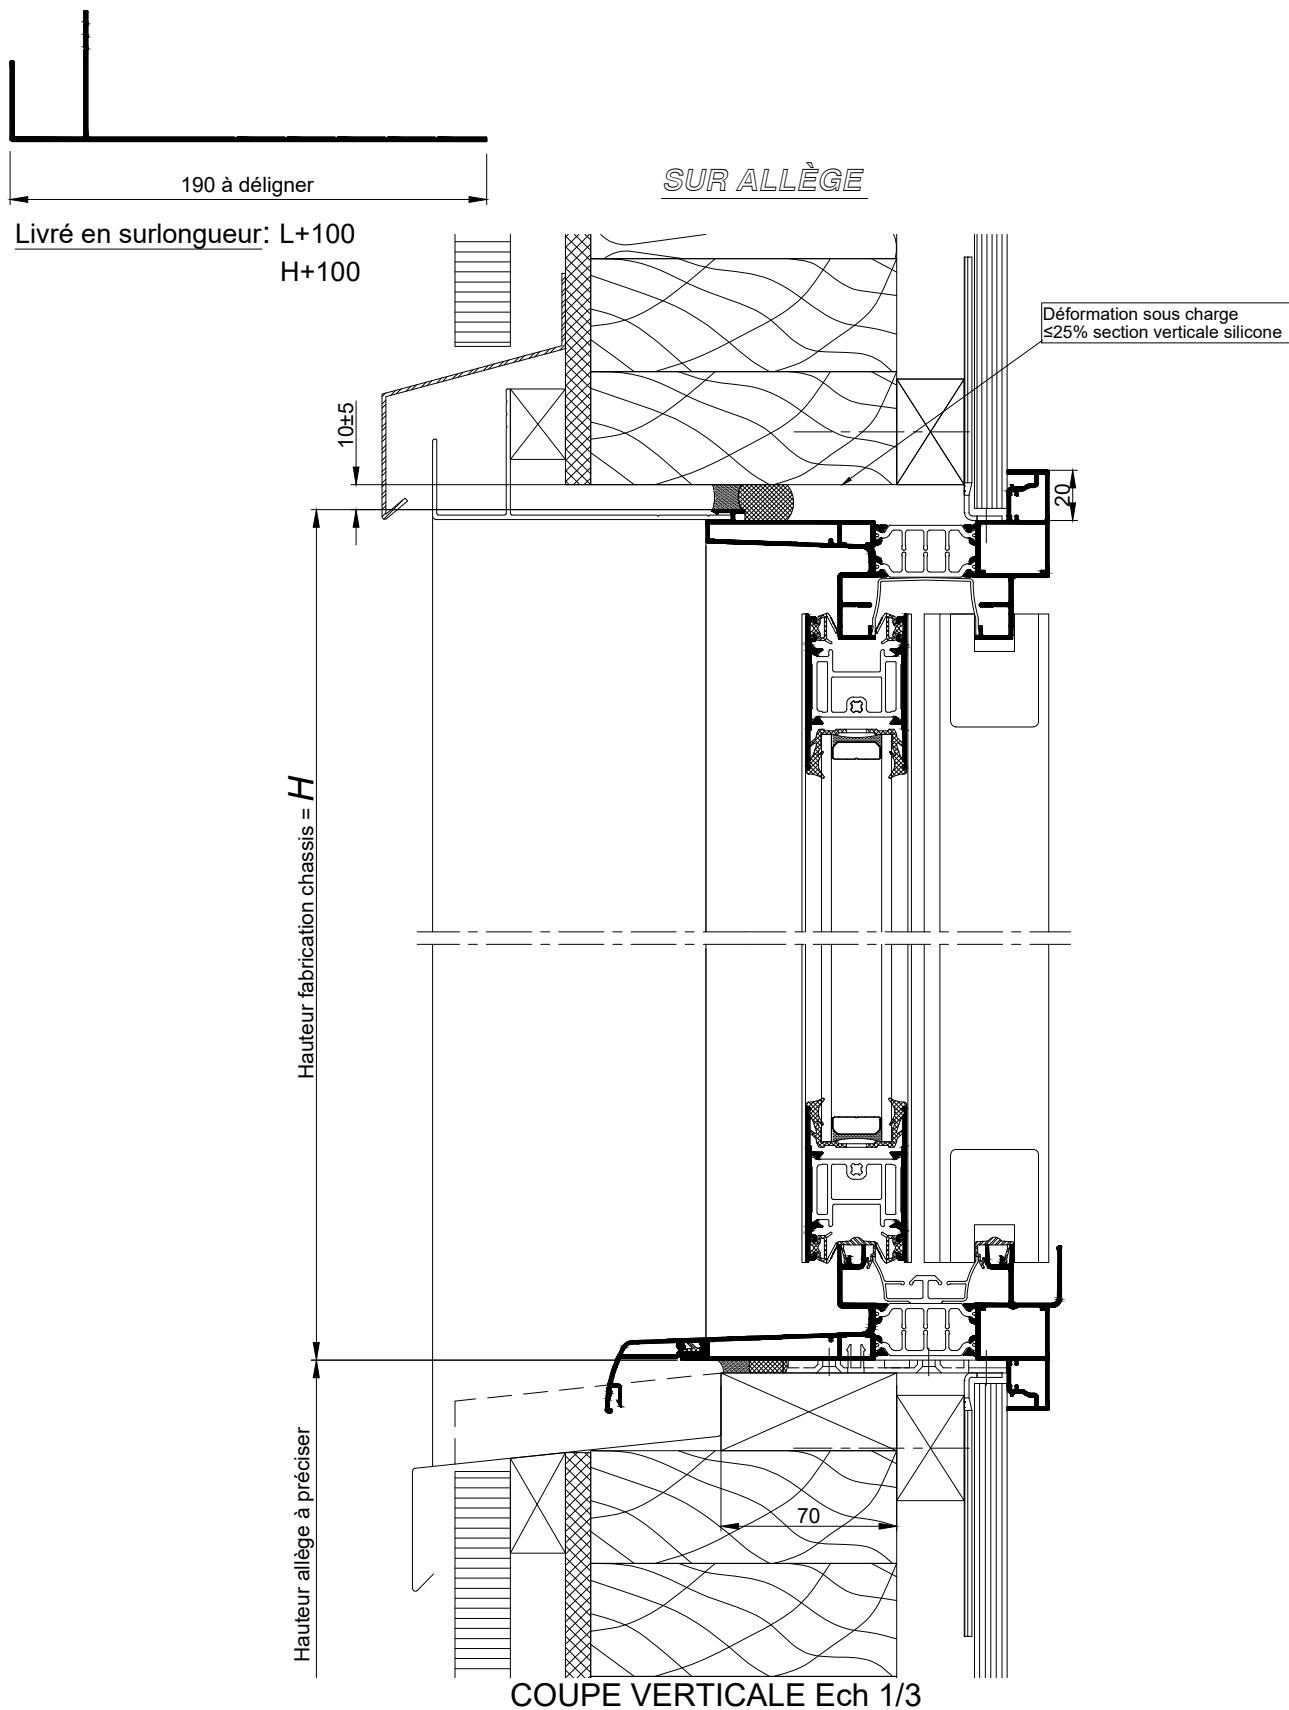 190 à déligner
SUR ALLÈGE
Livré en surlongueur: L+100
H+100
Déformation sous charge
≤25% section verticale silicone
10±5
20
Hauteur fabrication chassis = H
Hauteur allège à préciser
70
COUPE VERTICALE Ech 1/3